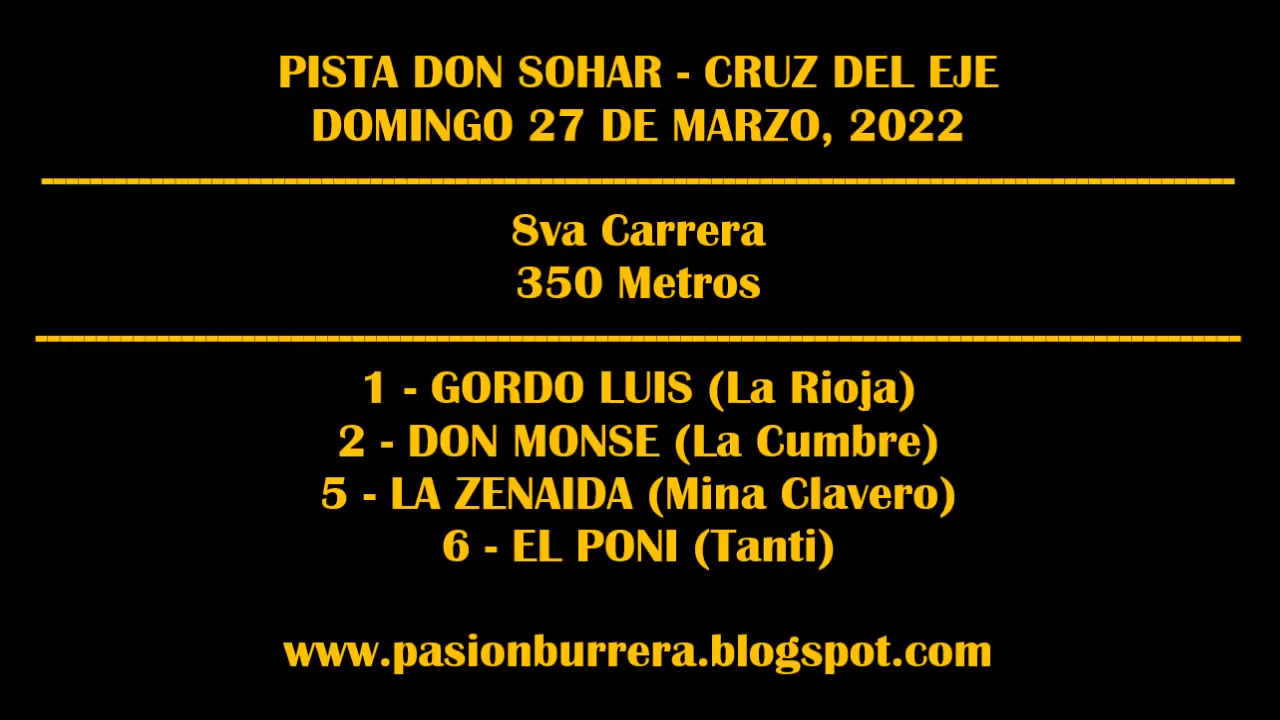 PISTA DON SOHAR - CRUZ DEL EJE
DOMINGO 27 DE MARZO, 2022
8va Carrera
350 Metros
1 - GORDO LUIS (La Rioja)
2 - DON MONSE (La Cumbre)
5 - LA ZENAIDA (Mina Clavero)
6 - EL PONI (Tanti)
www.pasionburrera.blogspot.com